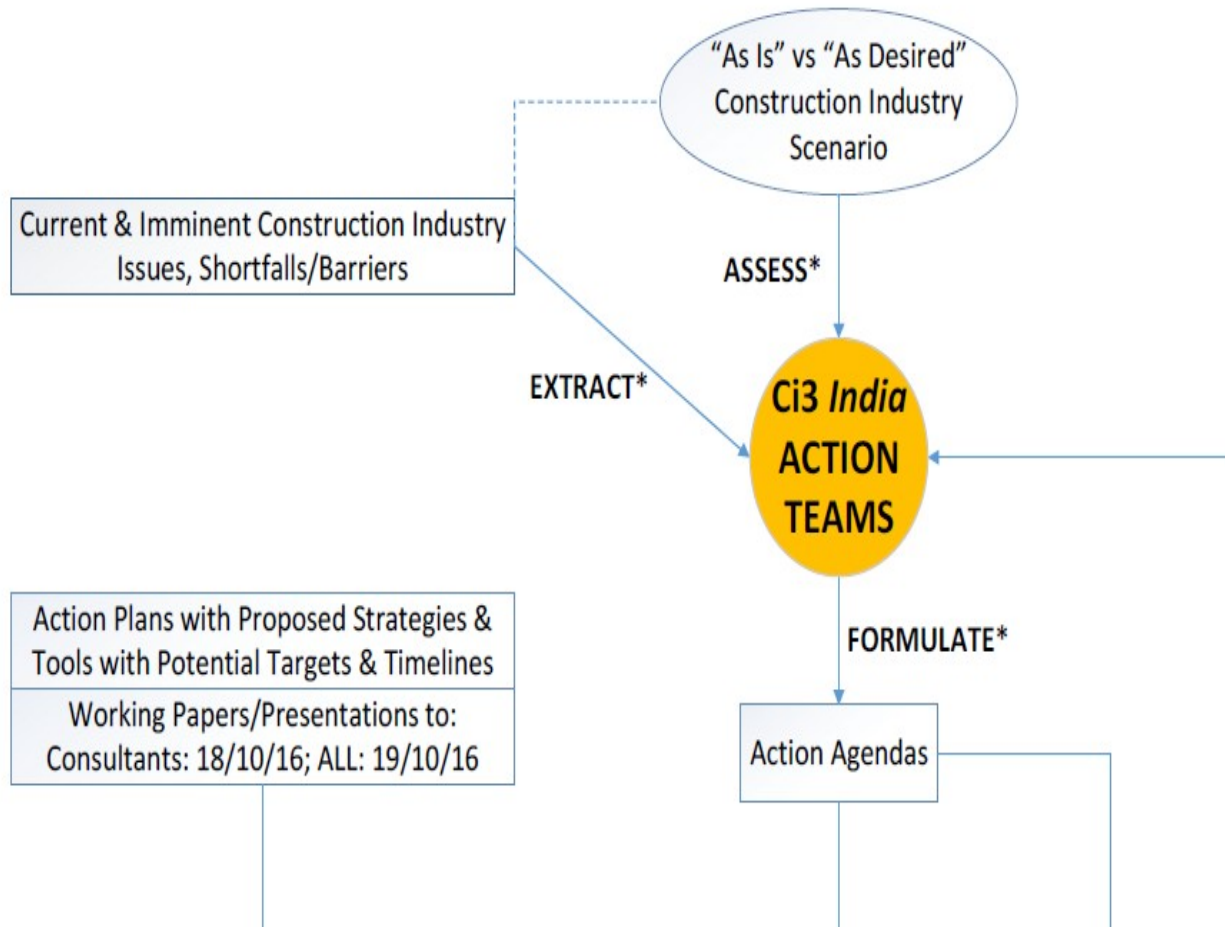 “As Is” vs “As Desired”
Construction Industry
Scenario
Current & Imminent Construction Industry
Issues, Shortfalls/Barriers
ASSESS*
EXTRACT*
Ci3 India
ACTION
TEAMS
Action Plans with Proposed Strategies &
Tools with Potential Targets & Timelines
Working Papers/Presentations to:
Consultants: 18/10/16; ALL: 19/10/16
FORMULATE*
Action Agendas